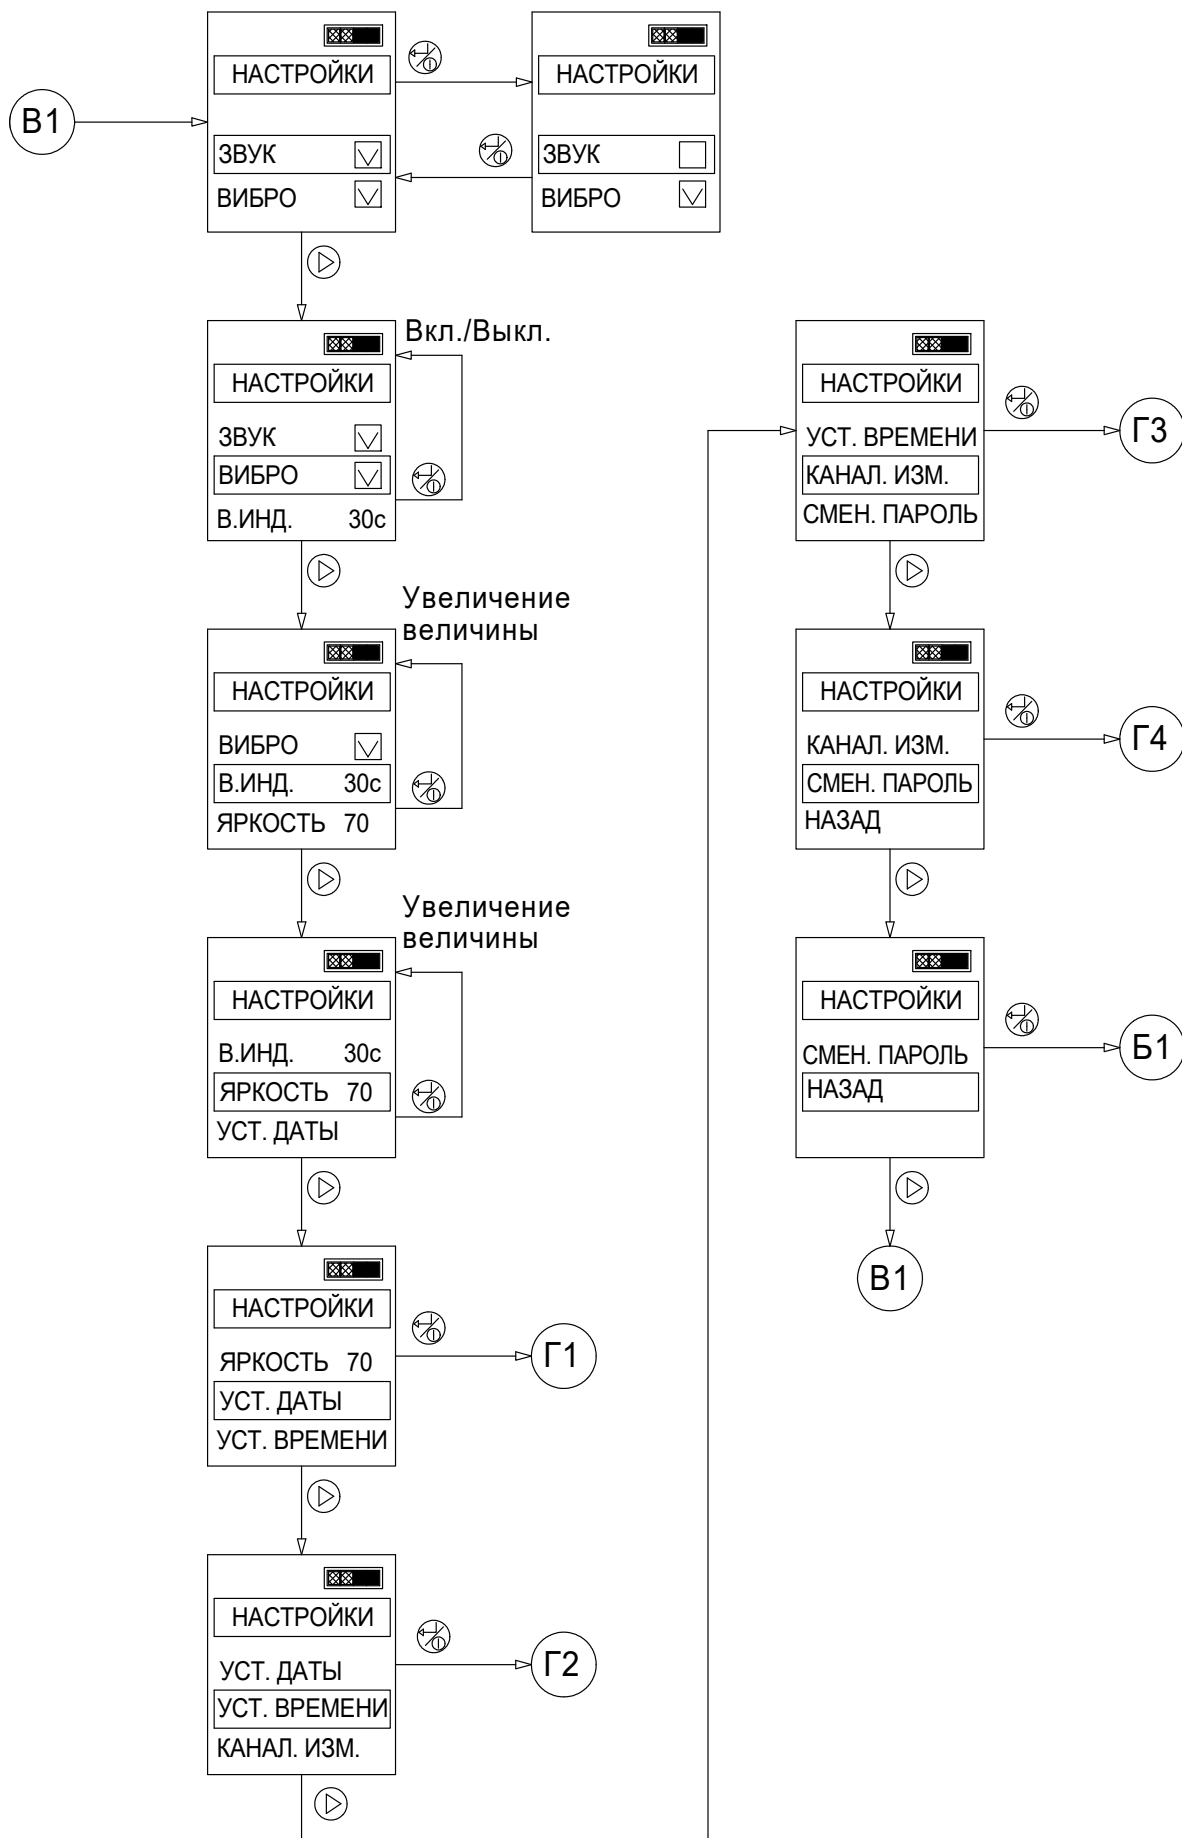 НАСТРОЙКИ
ЗВУК
ВИБРО
НАСТРОЙКИ
ЗВУК
ВИБРО
В1
Вкл./Выкл.
НАСТРОЙКИ
ЗВУК
ВИБРО
В.ИНД. 30с
Увеличение
величины
НАСТРОЙКИ
ВИБРО
В.ИНД. 30с
ЯРКОСТЬ 70
Увеличение
величины
НАСТРОЙКИ
В.ИНД. 30с
ЯРКОСТЬ 70
УСТ. ДАТЫ
НАСТРОЙКИ
ЯРКОСТЬ 70
УСТ. ДАТЫ
УСТ. ВРЕМЕНИ
Г1
НАСТРОЙКИ
УСТ. ДАТЫ
УСТ. ВРЕМЕНИ
КАНАЛ. ИЗМ.
Г2
НАСТРОЙКИ
УСТ. ВРЕМЕНИ
КАНАЛ. ИЗМ.
СМЕН. ПАРОЛЬ
Г3
НАСТРОЙКИ
КАНАЛ. ИЗМ.
СМЕН. ПАРОЛЬ
НАЗАД
Г4
НАСТРОЙКИ
СМЕН. ПАРОЛЬ
НАЗАД
Б1
В1